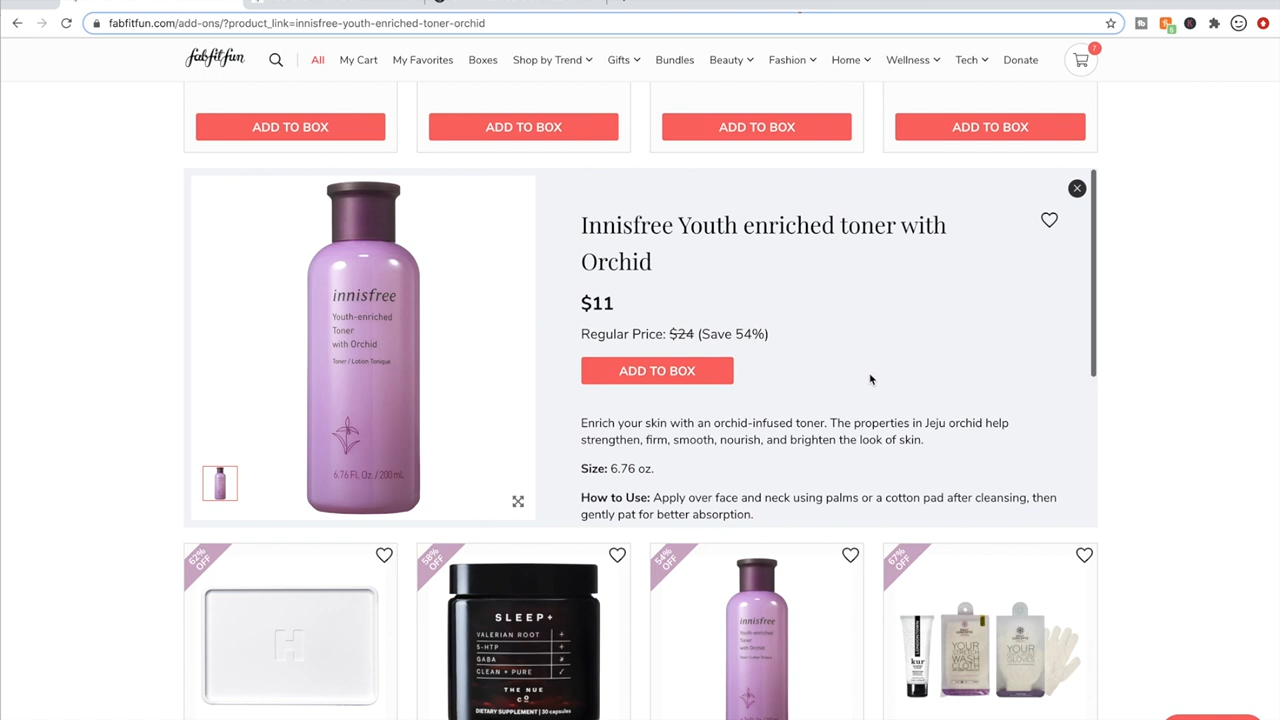 fabfitfun.com/add-ons/?product_link=innisfree-youth-enriched-toner-orchid
6
fabfitfun
All
My Cart
My Favorites
Boxes
Shop by Trend
Gifts
Bundles
Beauty
Fashion
Home
Wellness
Tech
Donate
7
ADD TO BOX
ADD TO BOX
ADD TO BOX
ADD TO BOX
innisfree
Youth-enriched
Toner
with Orchid
Toner / Lotion Tonique
6.76 Fl. Oz. / 200 mL
Innisfree Youth enriched toner with
Orchid
$11
Regular Price: $24 (Save 54%)
ADD TO BOX
Enrich your skin with an orchid-infused toner. The properties in Jeju orchid help
strengthen, firm, smooth, nourish, and brighten the look of skin.
Size: 6.76 oz.
How to Use: Apply over face and neck using palms or a cotton pad after cleansing, then
gently pat for better absorption.
62%
OFF
H
58%
OFF
SLEEP+
VALERIAN ROOT +
5-HTP +
GABA
CLEAN + PURE
THE NUE
CO
DIETARY SUPPLEMENT | 30 capsules
54%
OFF
innisfree
Youth-enriched
Toner
with Orchid
67%
OFF
kur
YOUR
STRETCH
WASH
CLOTH
YOUR
GLOVES